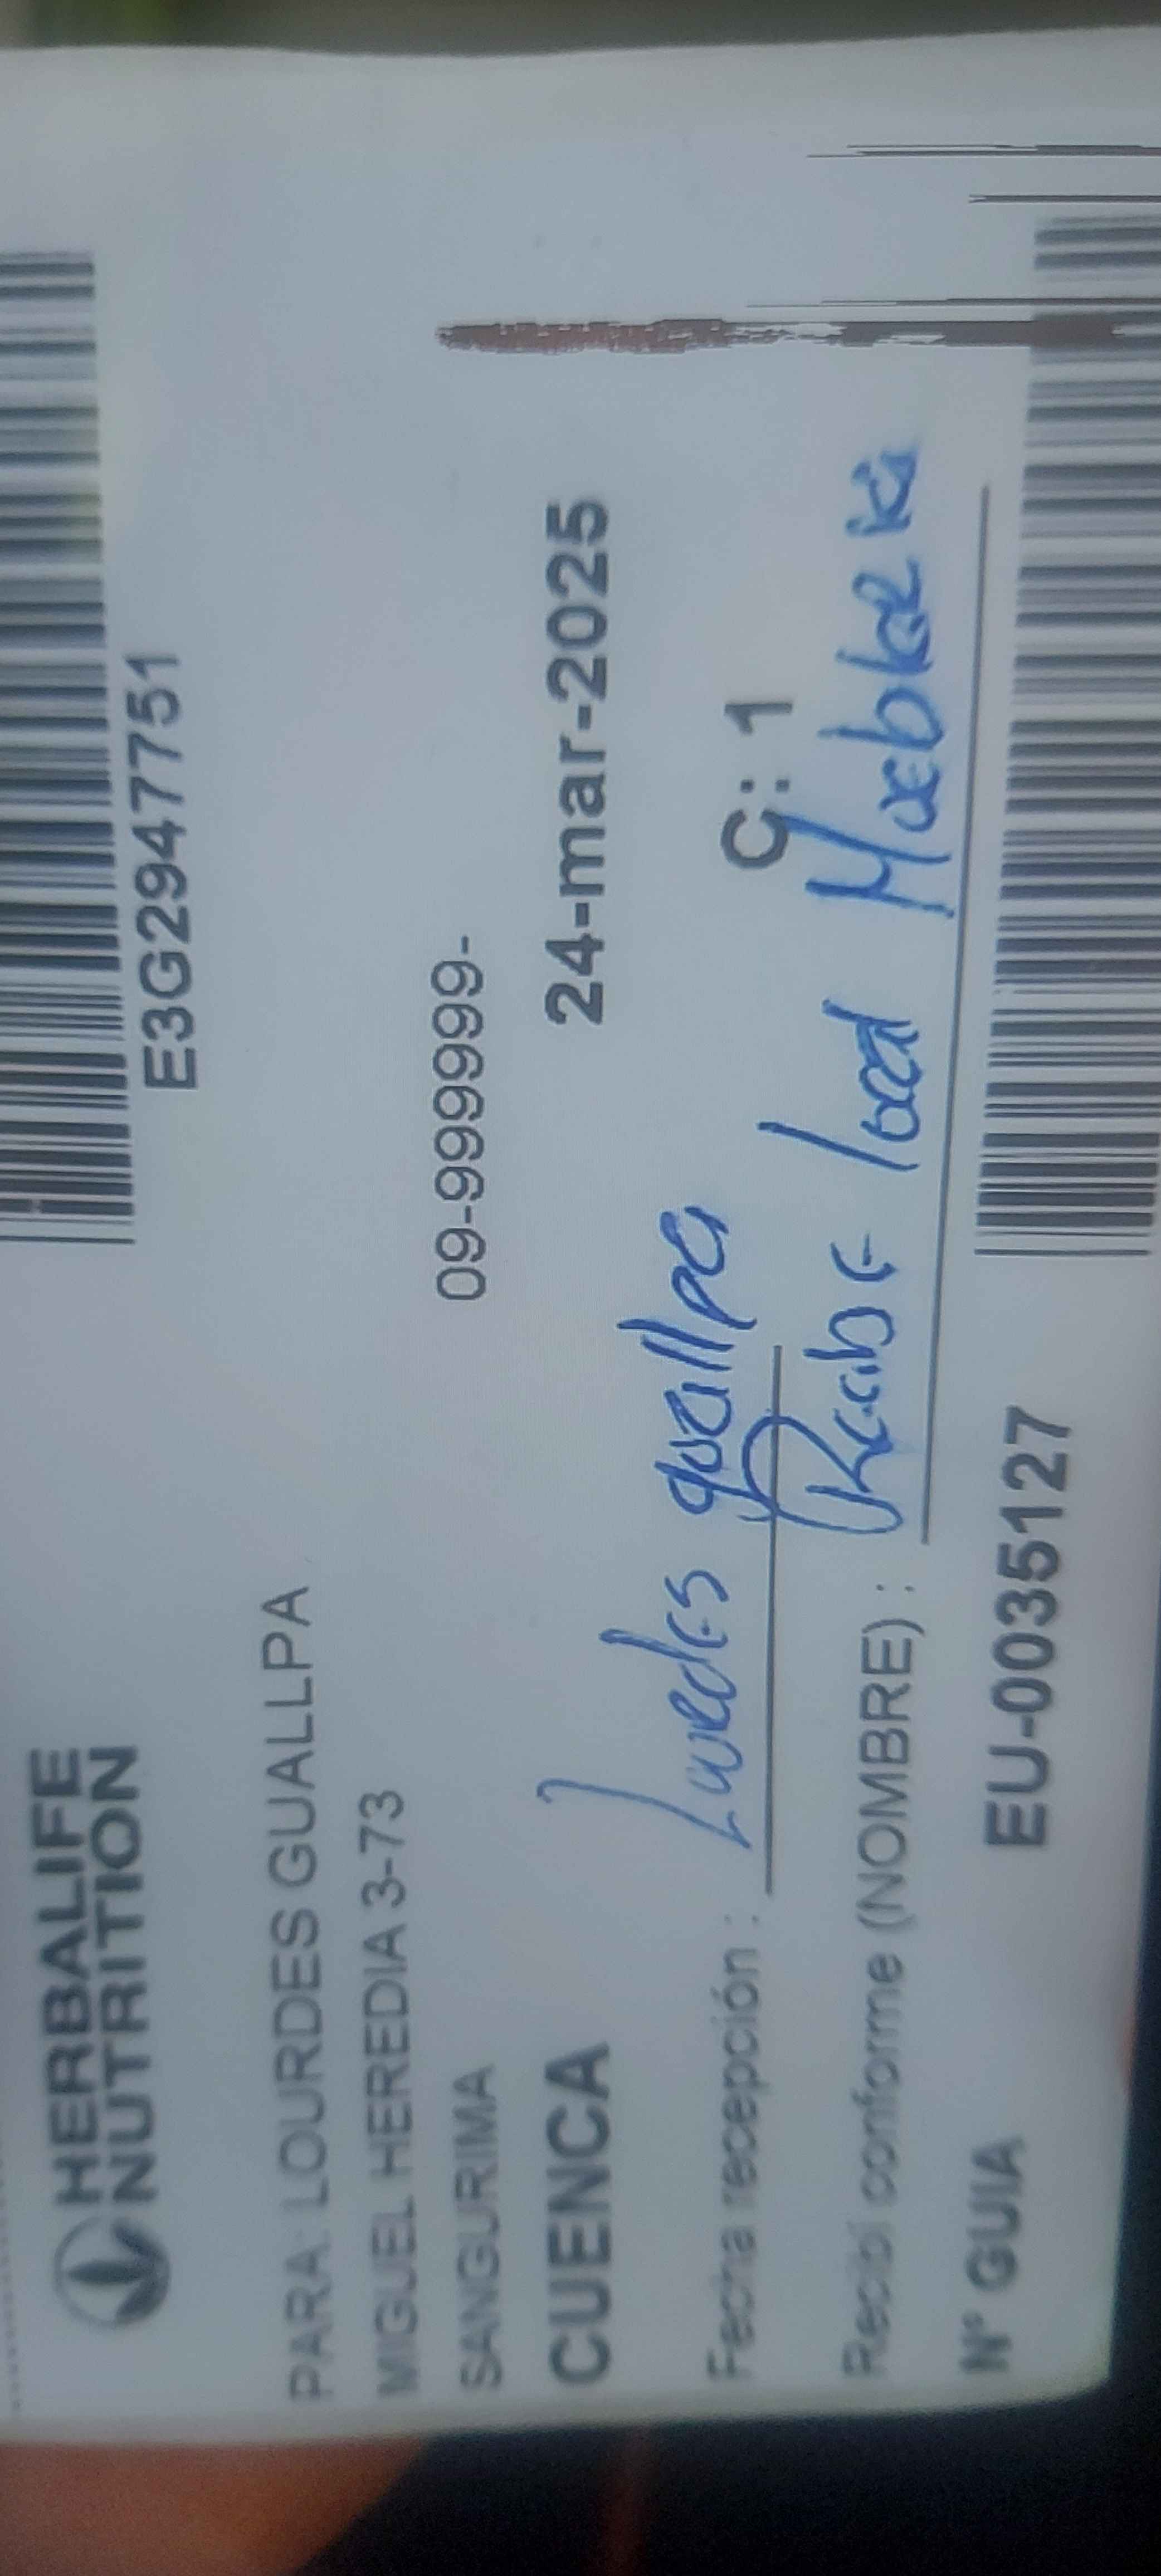 HERBALIFE
NUTRITION
E3G2947751
PARA: LOURDES GUALLPA
MIGUEL HEREDIA 3-73
SANGURIMA
09-999999-
CUENCA 24-mar-2025
C: 1
Fecha recepción : Lourdes guallpa
Recibí conforme (NOMBRE) : Recibe local Mueblería
Nº GUIA EU-0035127